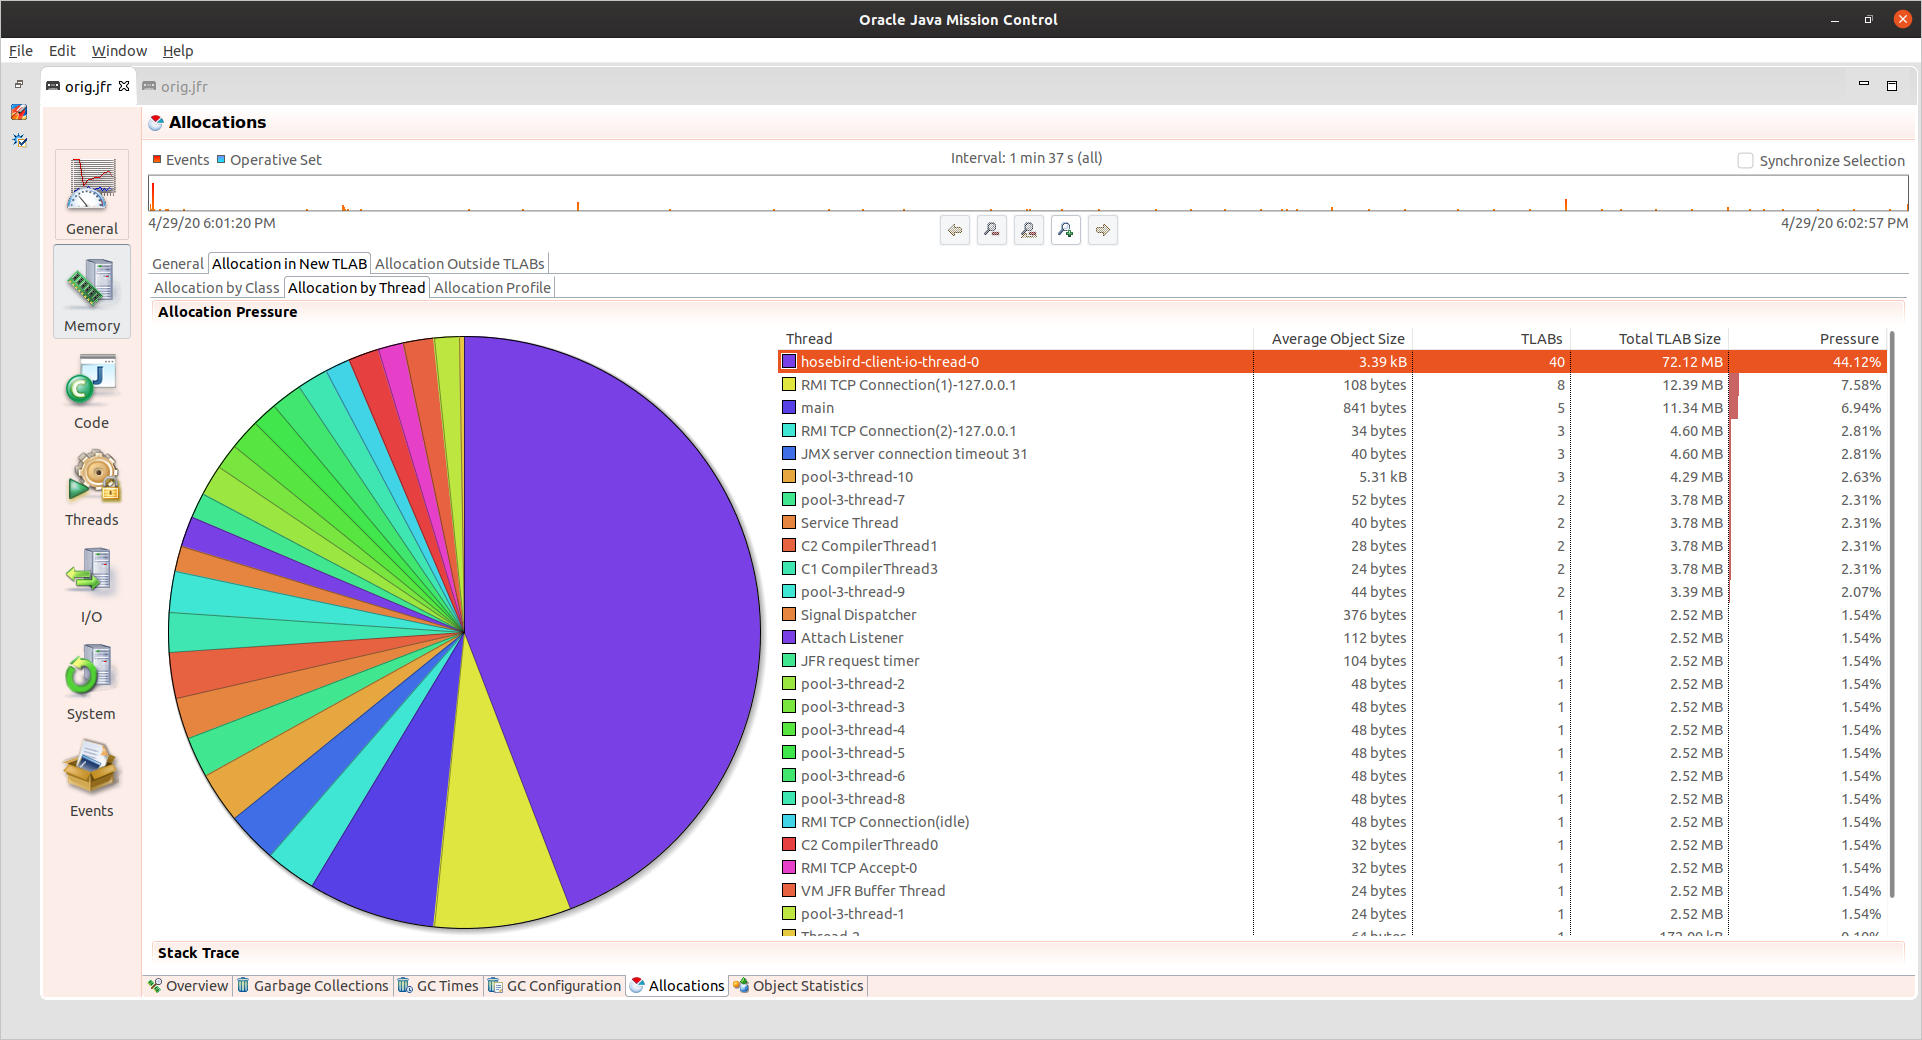 Oracle Java Mission Control
File Edit Window Help
orig.jfr orig.jfr
Allocations
Events Operative Set Interval: 1 min 37 s (all) Synchronize Selection
4/29/20 6:01:20 PM 4/29/20 6:02:57 PM
General Allocation in New TLAB Allocation Outside TLABs
Allocation by Class Allocation by Thread Allocation Profile
Allocation Pressure
General
Memory
Code
Threads
I/O
System
Events
Thread Average Object Size TLABs Total TLAB Size Pressure
hosebird-client-io-thread-0 3.39 kB 40 72.12 MB 44.12%
RMI TCP Connection(1)-127.0.0.1 108 bytes 8 12.39 MB 7.58%
main 841 bytes 5 11.34 MB 6.94%
RMI TCP Connection(2)-127.0.0.1 34 bytes 3 4.60 MB 2.81%
JMX server connection timeout 31 40 bytes 3 4.60 MB 2.81%
pool-3-thread-10 5.31 kB 3 4.29 MB 2.63%
pool-3-thread-7 52 bytes 2 3.78 MB 2.31%
Service Thread 40 bytes 2 3.78 MB 2.31%
C2 CompilerThread1 28 bytes 2 3.78 MB 2.31%
C1 CompilerThread3 24 bytes 2 3.78 MB 2.31%
pool-3-thread-9 44 bytes 2 3.39 MB 2.07%
Signal Dispatcher 376 bytes 1 2.52 MB 1.54%
Attach Listener 112 bytes 1 2.52 MB 1.54%
JFR request timer 104 bytes 1 2.52 MB 1.54%
pool-3-thread-2 48 bytes 1 2.52 MB 1.54%
pool-3-thread-3 48 bytes 1 2.52 MB 1.54%
pool-3-thread-4 48 bytes 1 2.52 MB 1.54%
pool-3-thread-5 48 bytes 1 2.52 MB 1.54%
pool-3-thread-6 48 bytes 1 2.52 MB 1.54%
pool-3-thread-8 48 bytes 1 2.52 MB 1.54%
RMI TCP Connection(idle) 48 bytes 1 2.52 MB 1.54%
C2 CompilerThread0 32 bytes 1 2.52 MB 1.54%
RMI TCP Accept-0 32 bytes 1 2.52 MB 1.54%
VM JFR Buffer Thread 24 bytes 1 2.52 MB 1.54%
pool-3-thread-1 24 bytes 1 2.52 MB 1.54%
Stack Trace
Overview Garbage Collections GC Times GC Configuration Allocations Object Statistics